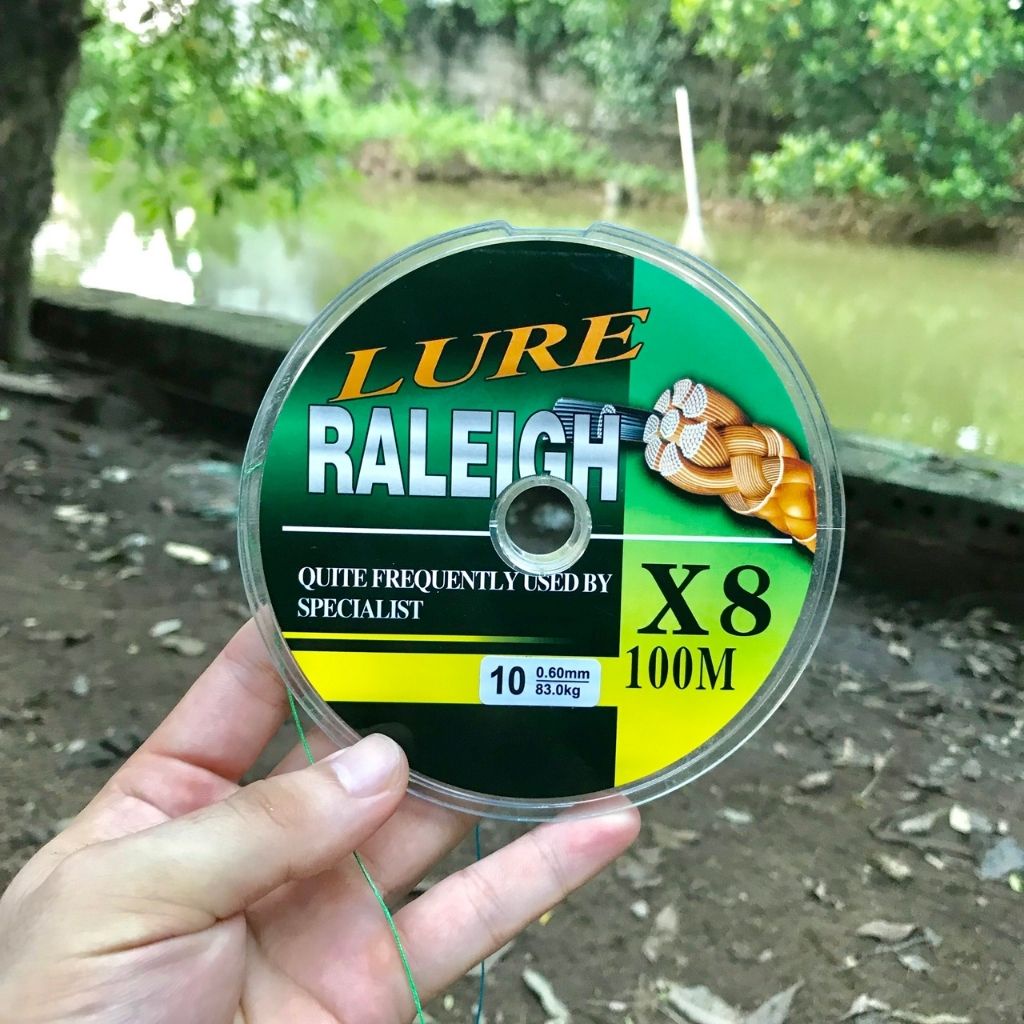 LURE
RALEIGH
QUITE FREQUENTLY USED BY
SPECIALIST
X8
100M
10 0.60mm
83.0kg